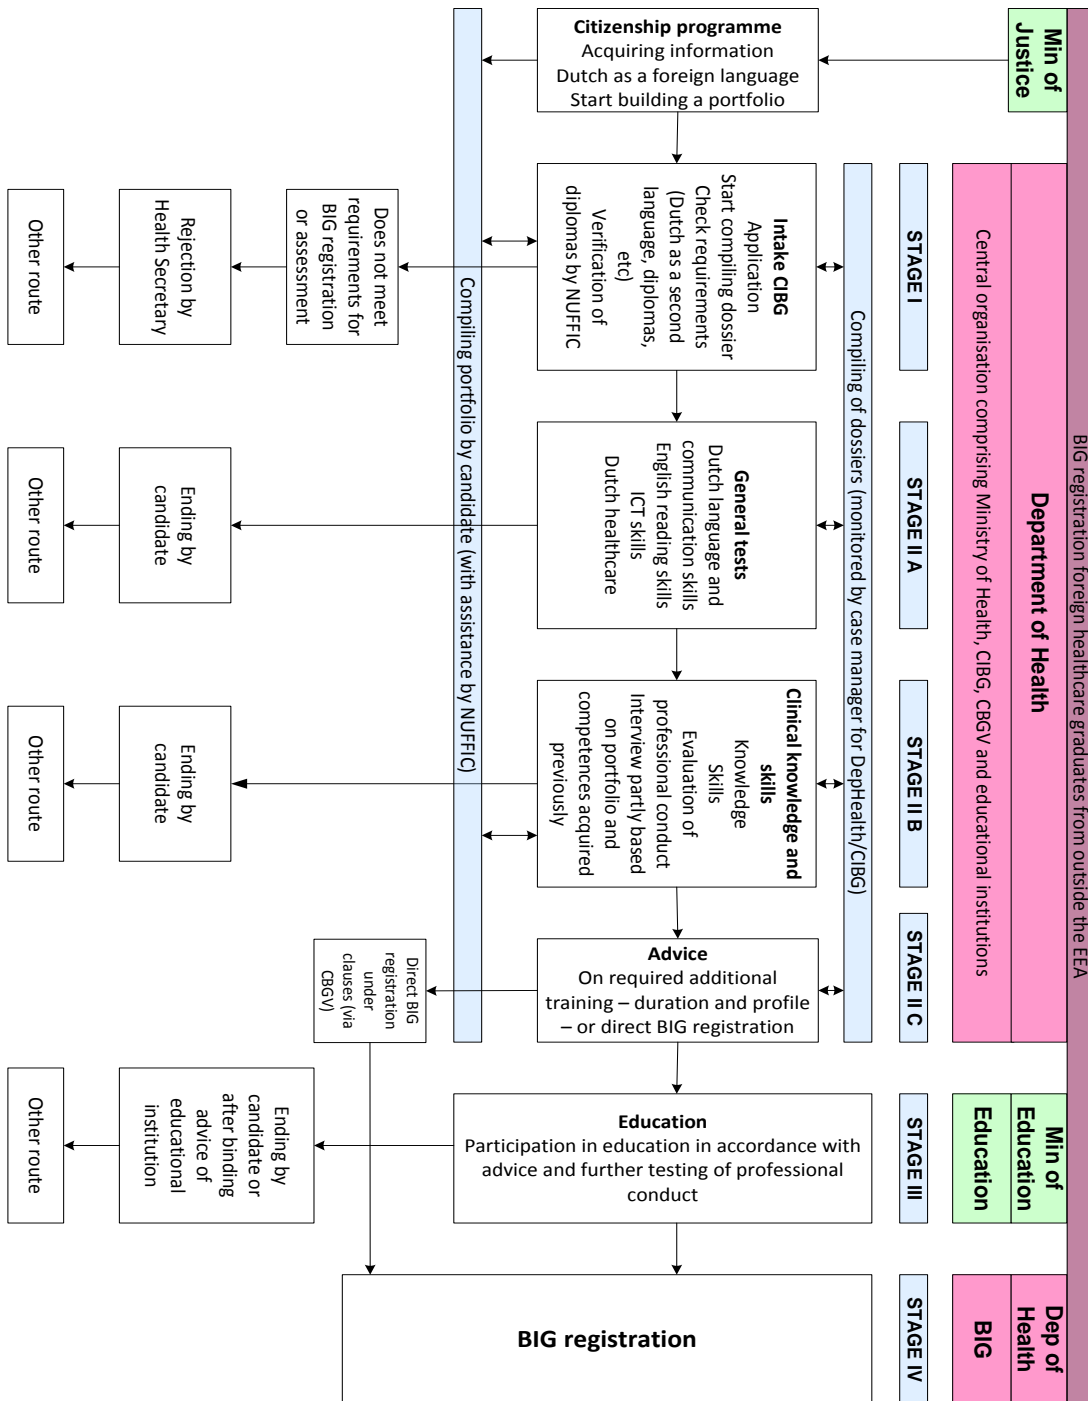 BIG registration foreign healthcare graduates from outside the EEA
Min of
Justice
Department of Health
Central organisation comprising Ministry of Health, CIBG, CBGV and educational institutions
Min of
Education
Education
Dep of
Health
BIG
STAGE I
STAGE II A
STAGE II B
STAGE II C
STAGE III
STAGE IV
Compiling of dossiers (monitored by case manager for DepHealth/CIBG)
Citizenship programme
Acquiring information
Dutch as a foreign language
Start building a portfolio
Intake CIBG
Application
Start compiling dossier
Check requirements
(Dutch as a second
language, diplomas,
etc)
Verification of
diplomas by NUFFIC
General tests
Dutch language and
communication skills
English reading skills
ICT skills
Dutch healthcare
Clinical knowledge and
skills
Knowledge
Skills
Evaluation of
professional conduct
Interview partly based
on portfolio and
competences acquired
previously
Advice
On required additional
training – duration and profile
– or direct BIG registration
Education
Participation in education in accordance with
advice and further testing of professional
conduct
BIG registration
Compiling portfolio by candidate (with assistance by NUFFIC)
Does not meet
requirements for
BIG registration
or assessment
Direct BIG
registration
under
clauses (via
CBGV)
Rejection by
Health Secretary
Ending by
candidate
Ending by
candidate
Ending by
candidate or
after binding
advice of
educational
institution
Other route
Other route
Other route
Other route